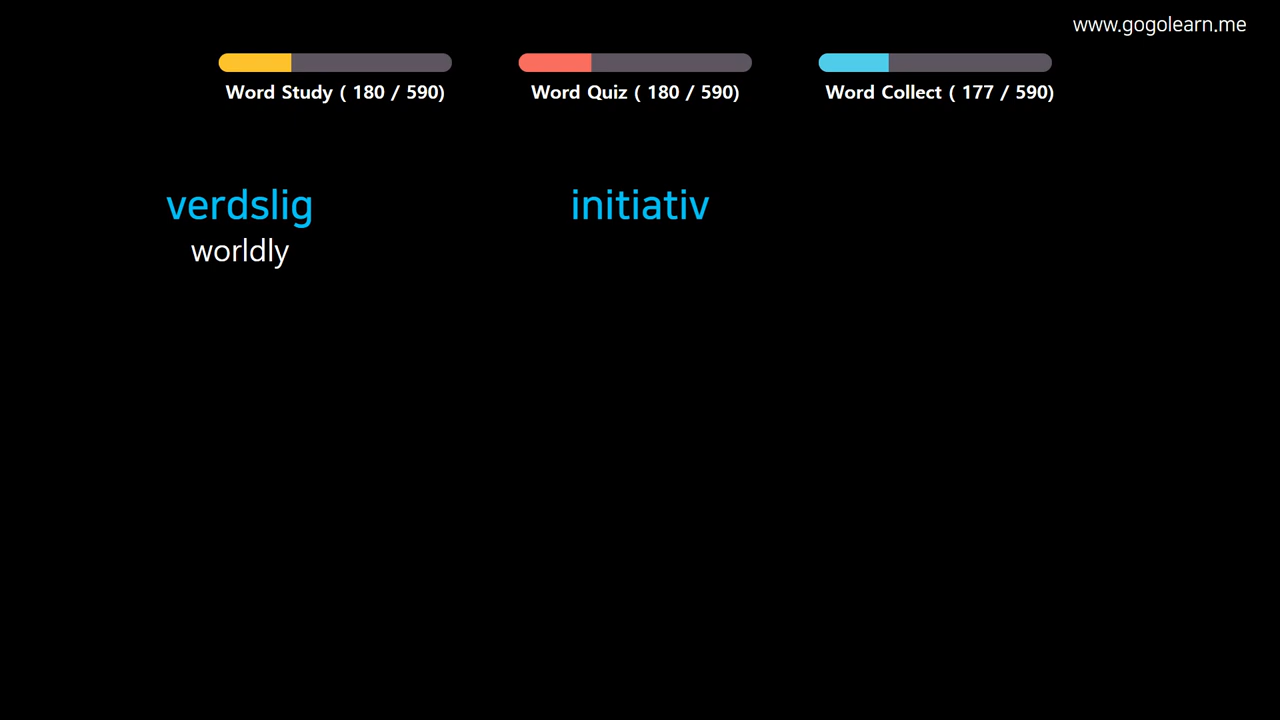 www.gogolearn.me
Word Study ( 180 / 590)
Word Quiz ( 180 / 590)
Word Collect ( 177 / 590)
verdslig
worldly
initiativ